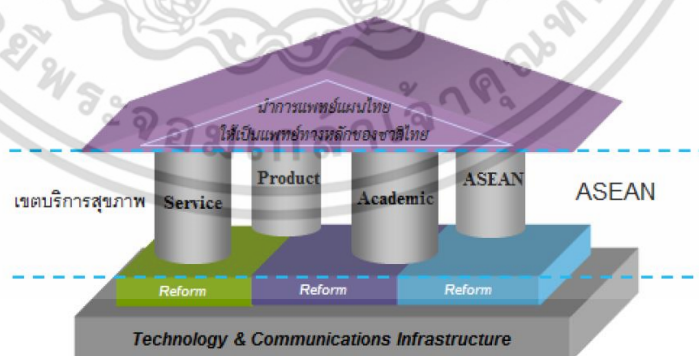 นำการแพทย์แผนไทย
ให้เป็นแพทย์ทางหลักของชาติไทย
เขตบริการสุขภาพ
Service
Product
Academic
ASEAN
ASEAN
Reform
Reform
Reform
Technology & Communications Infrastructure